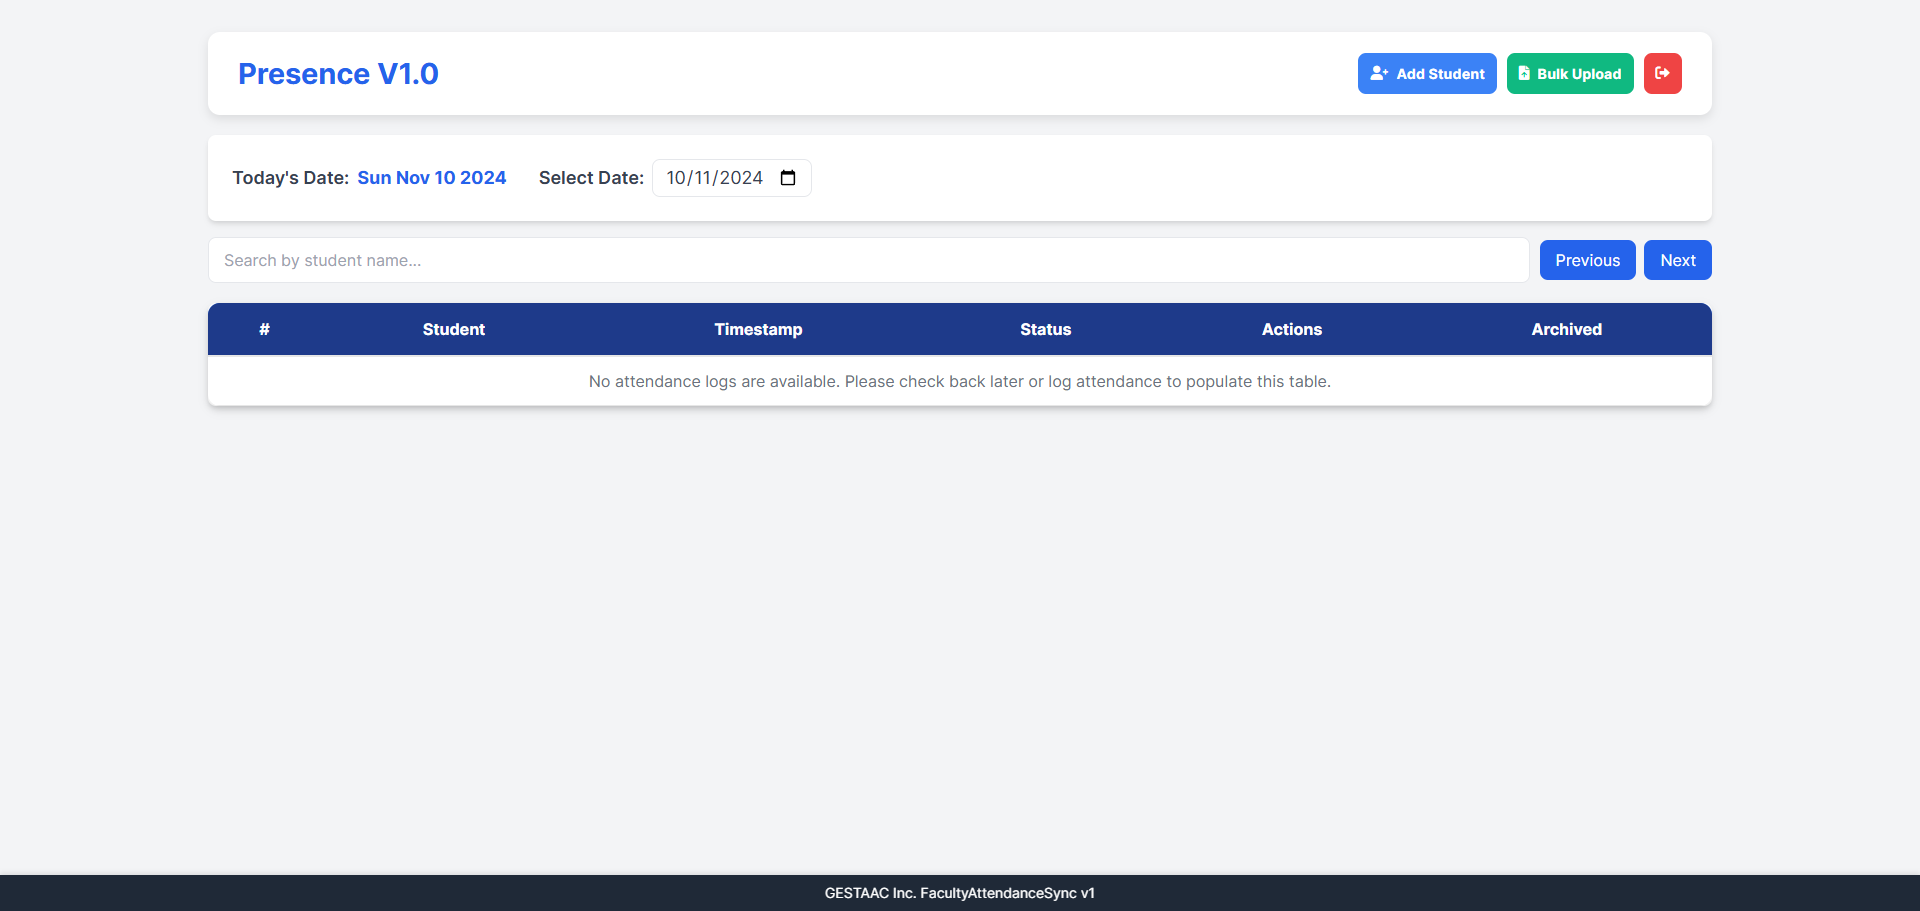 Presence V1.0
Add Student
Bulk Upload
Today's Date: Sun Nov 10 2024
Select Date: 10/11/2024
Search by student name...
Previous
Next
# Student Timestamp Status Actions Archived
No attendance logs are available. Please check back later or log attendance to populate this table.
GESTAAC Inc. FacultyAttendanceSync v1